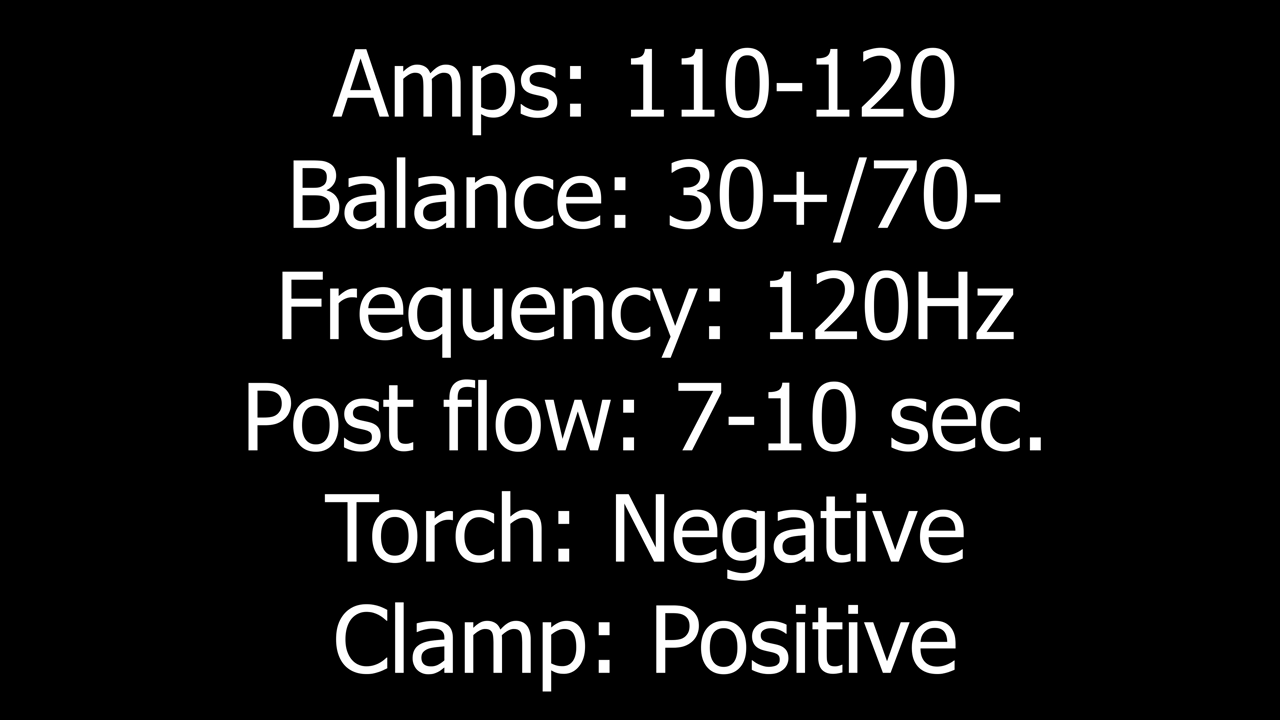 Amps: 110-120
Balance: 30+/70-
Frequency: 120Hz
Post flow: 7-10 sec.
Torch: Negative
Clamp: Positive